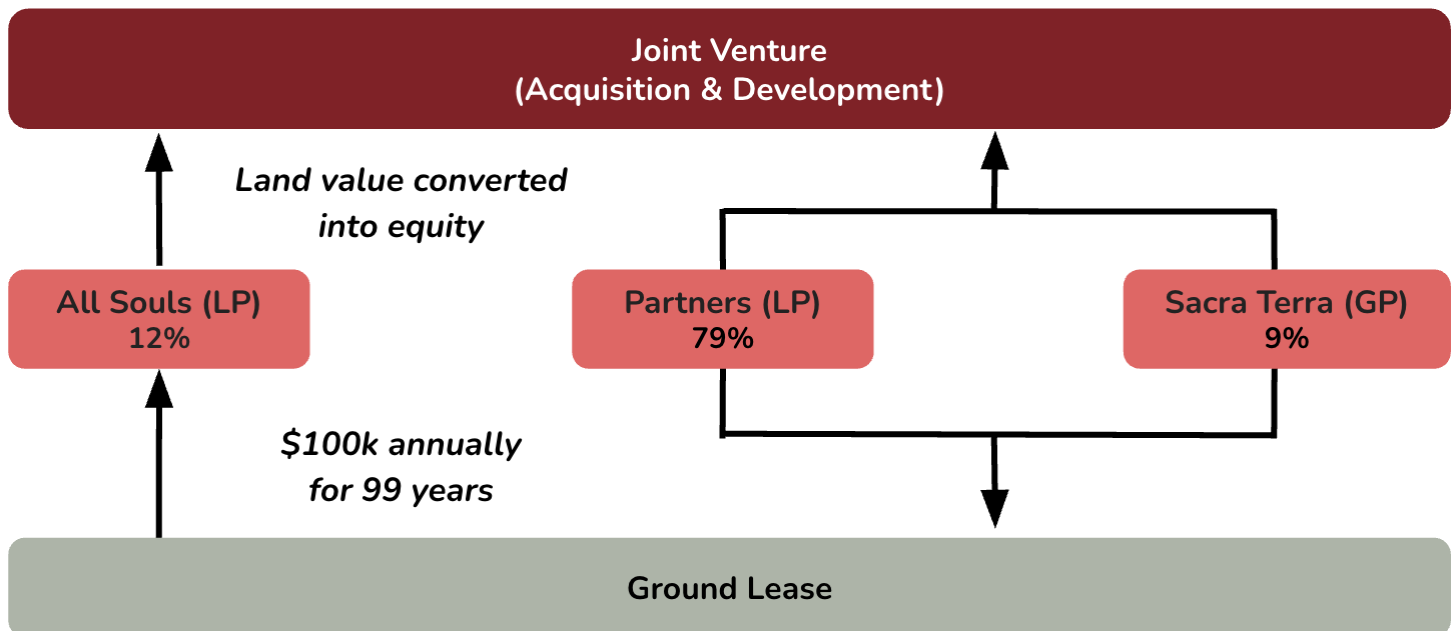 Joint Venture
(Acquisition & Development)
Land value converted
into equity
All Souls (LP)
12%
Partners (LP)
79%
Sacra Terra (GP)
9%
$100k annually
for 99 years
Ground Lease